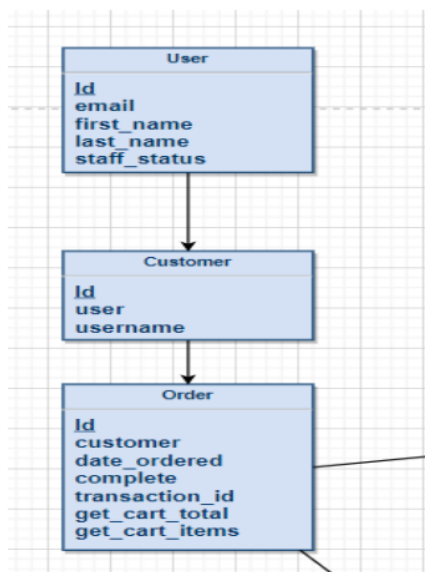 User
Id
email
first_name
last_name
staff_status
Customer
Id
user
username
Order
Id
customer
date_ordered
complete
transaction_id
get_cart_total
get_cart_items